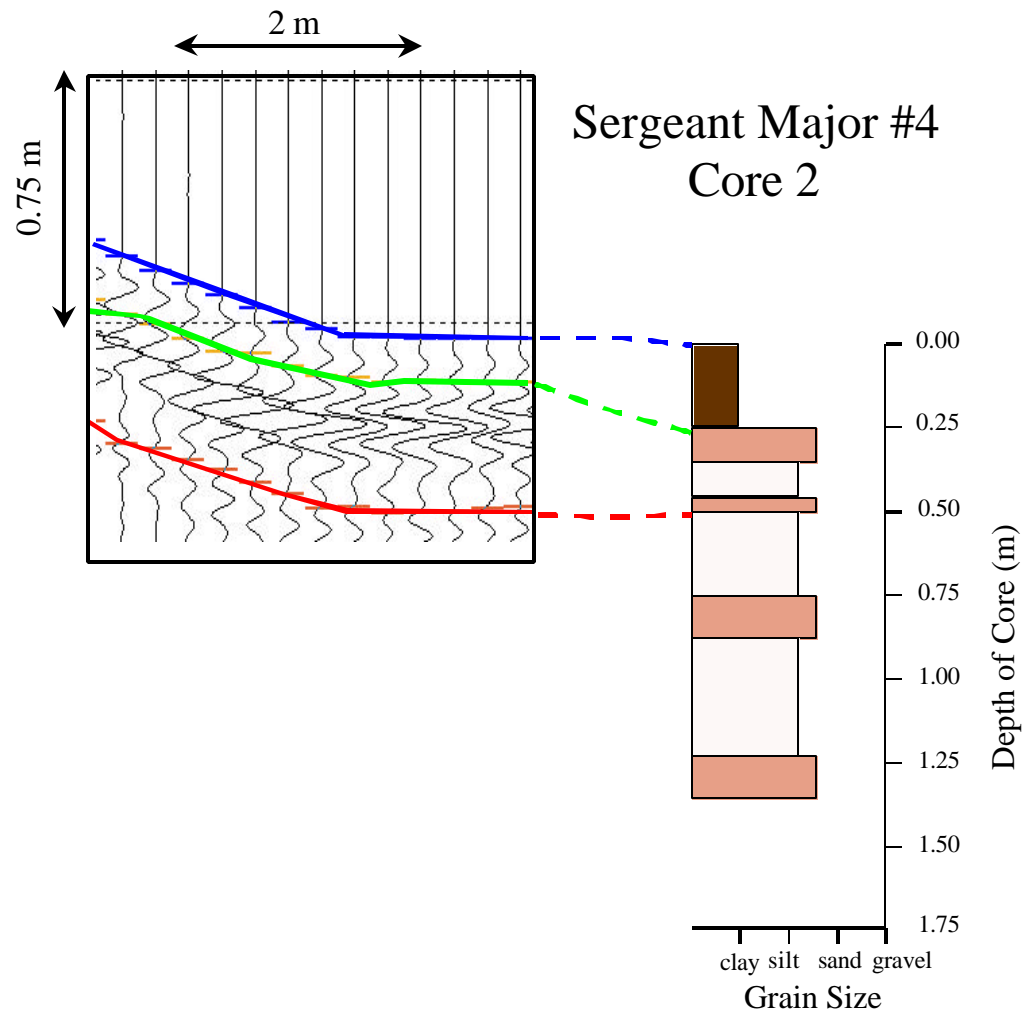 2 m
0.75 m
Sergeant Major #4
Core 2
0.00
0.25
0.50
0.75
1.00
1.25
1.50
1.75
Depth of Core (m)
clay silt sand gravel
Grain Size